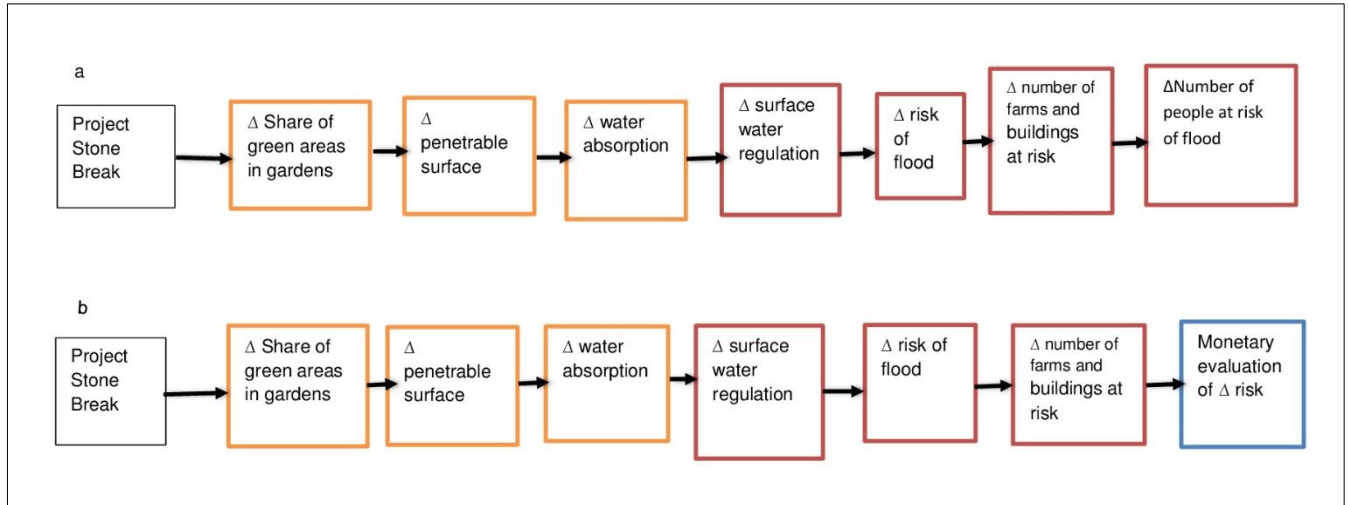 a
Project
Stone
Break
Δ Share of
green areas
in gardens
Δ
penetrable
surface
Δ water
absorption
Δ surface
water
regulation
Δ risk
of
flood
Δ number of
farms and
buildings
at risk
ΔNumber of
people at risk
of flood
b
Project
Stone
Break
Δ Share of
green areas
in gardens
Δ
penetrable
surface
Δ water
absorption
Δ surface
water
regulation
Δ risk of
flood
Δ number of
farms and
buildings at
risk
Monetary
evaluation
of Δ risk